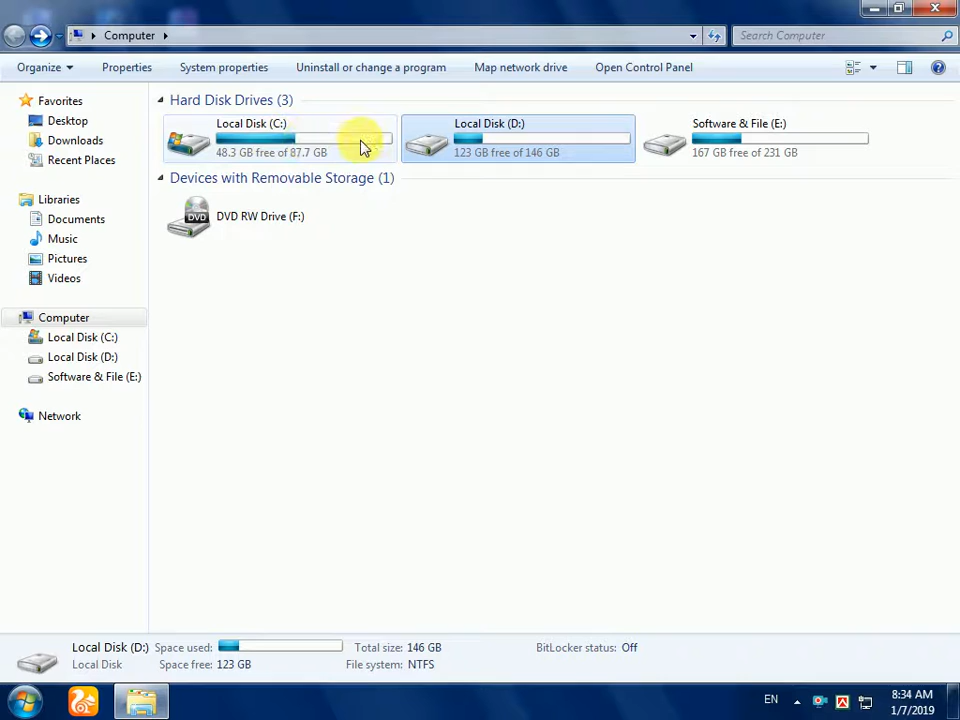 Computer
Search Computer
Organize
Properties
System properties
Uninstall or change a program
Map network drive
Open Control Panel
Favorites
Desktop
Downloads
Recent Places
Libraries
Documents
Music
Pictures
Videos
Computer
Local Disk (C:)
Local Disk (D:)
Software & File (E:)
Network
Hard Disk Drives (3)
Local Disk (C:)
48.3 GB free of 87.7 GB
Local Disk (D:)
123 GB free of 146 GB
Software & File (E:)
167 GB free of 231 GB
Devices with Removable Storage (1)
DVD
DVD RW Drive (F:)
Local Disk (D:) Space used: Total size: 146 GB BitLocker status: Off
Local Disk Space free: 123 GB File system: NTFS
EN
8:34 AM
1/7/2019